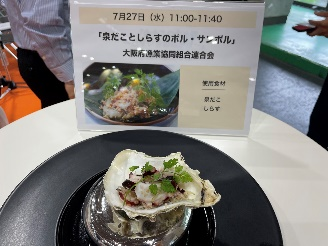 7月27日（水）11:00-11:40
「泉だことしらすのポル・サンボル」
大阪府漁業協同組合連合会
使用食材
泉だこ
しらす